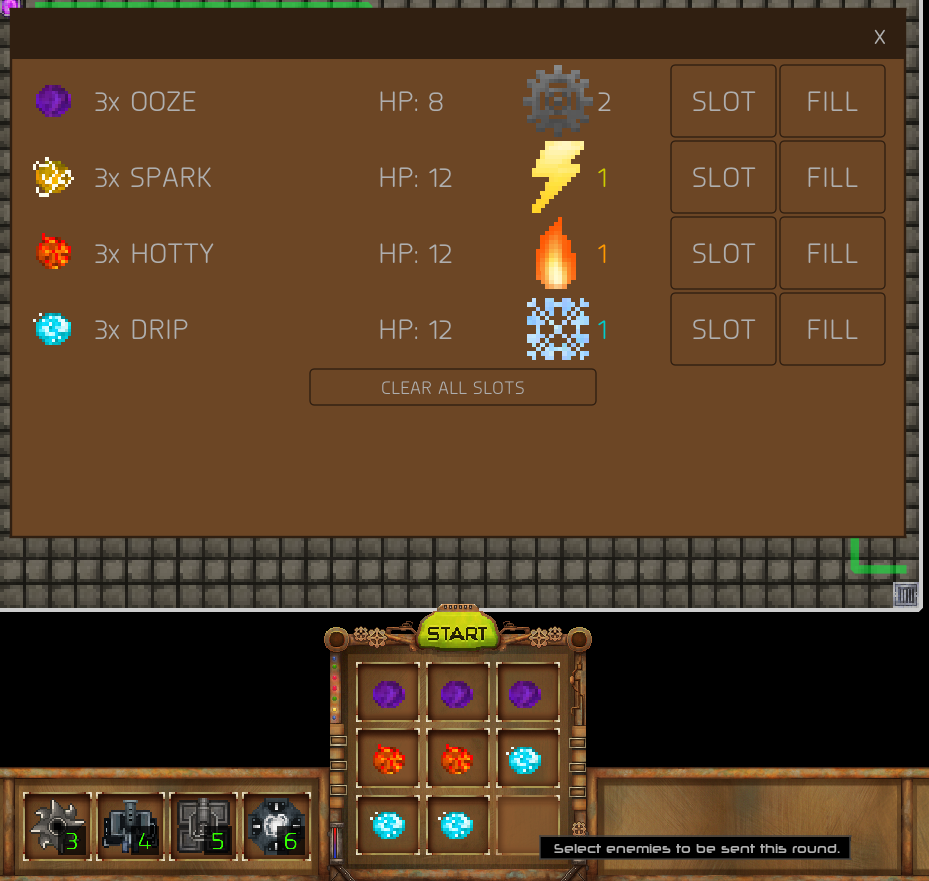 X
3x OOZE HP: 8 2 SLOT FILL
3x SPARK HP: 12 1 SLOT FILL
3x HOTTY HP: 12 1 SLOT FILL
3x DRIP HP: 12 1 SLOT FILL
CLEAR ALL SLOTS
START
3 4 5 6
Select enemies to be sent this round.